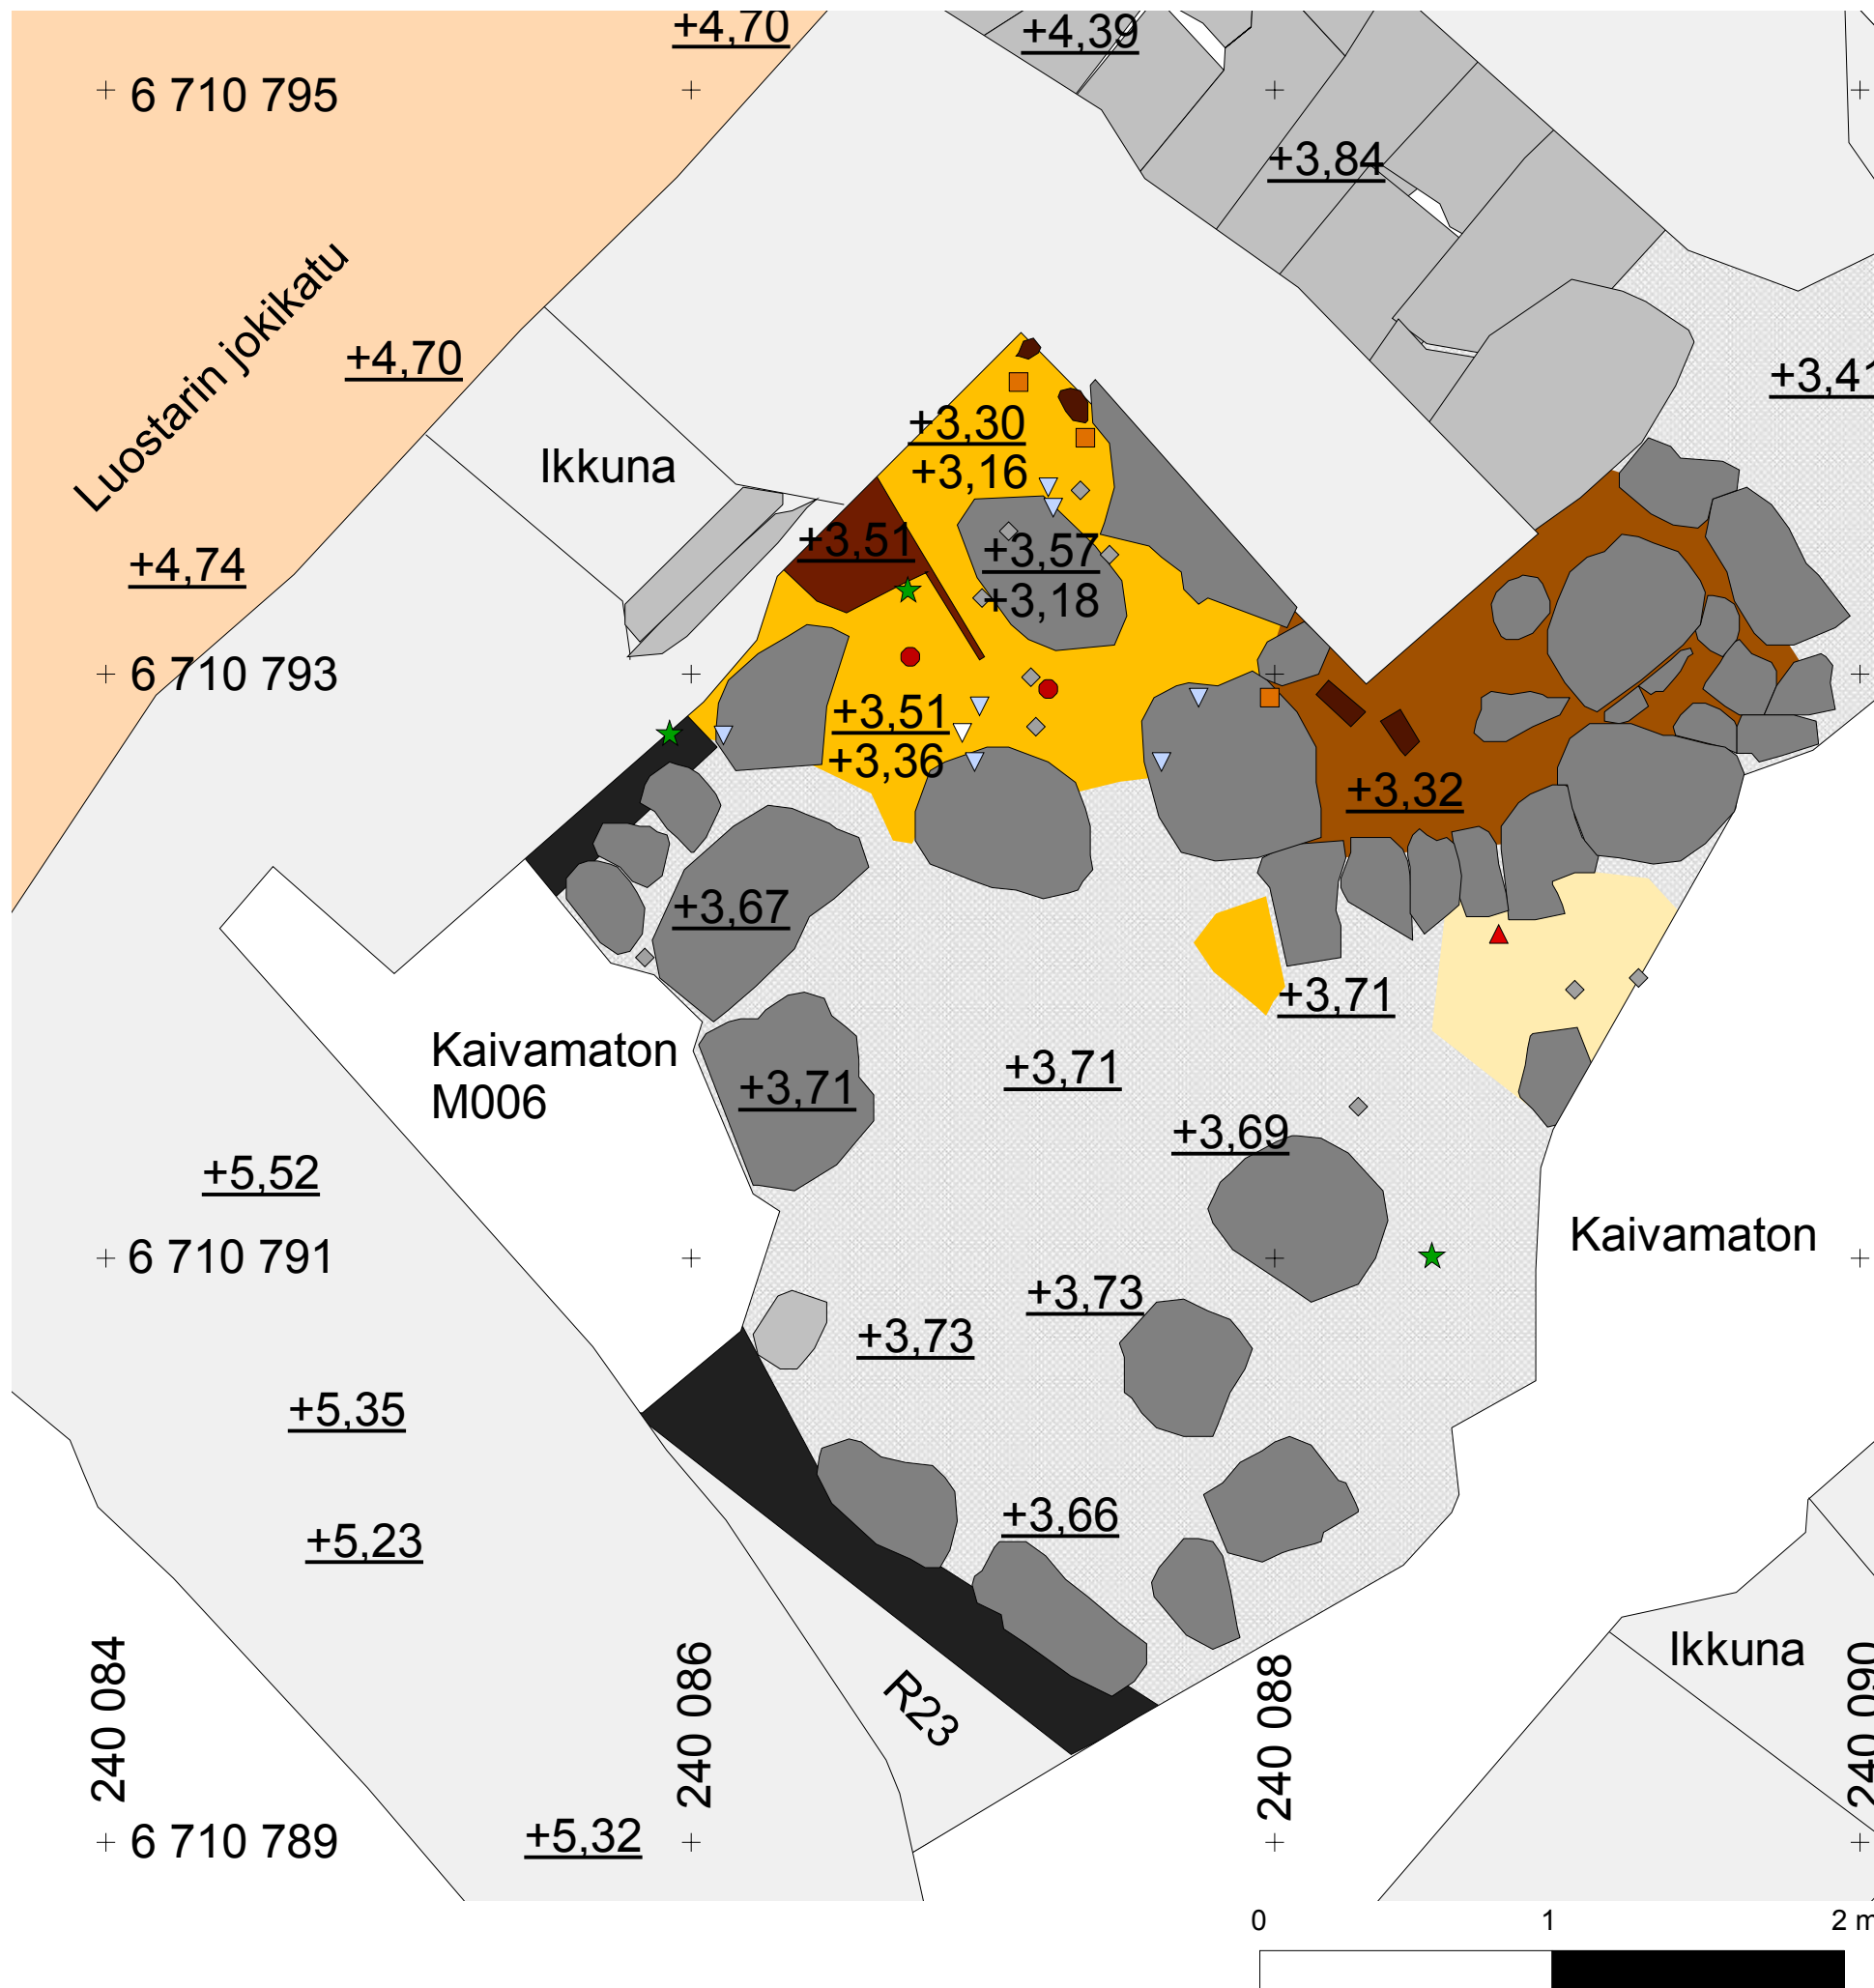 +4,70
+4,39
6 710 795
+3,84
Luostarin jokikatu
+4,70
+3,41
+3,30
+3,16
Ikkuna
+3,51
+3,57
+3,18
+4,74
6 710 793
+3,51
+3,36
+3,32
+3,67
+3,71
Kaivamaton
M006
+3,71
+3,71
+3,69
+5,52
6 710 791
Kaivamaton
+3,73
+3,73
+5,35
+3,66
+5,23
240 084
240 086
R23
240 088
Ikkuna
240 090
6 710 789
+5,32
0 1 2 m